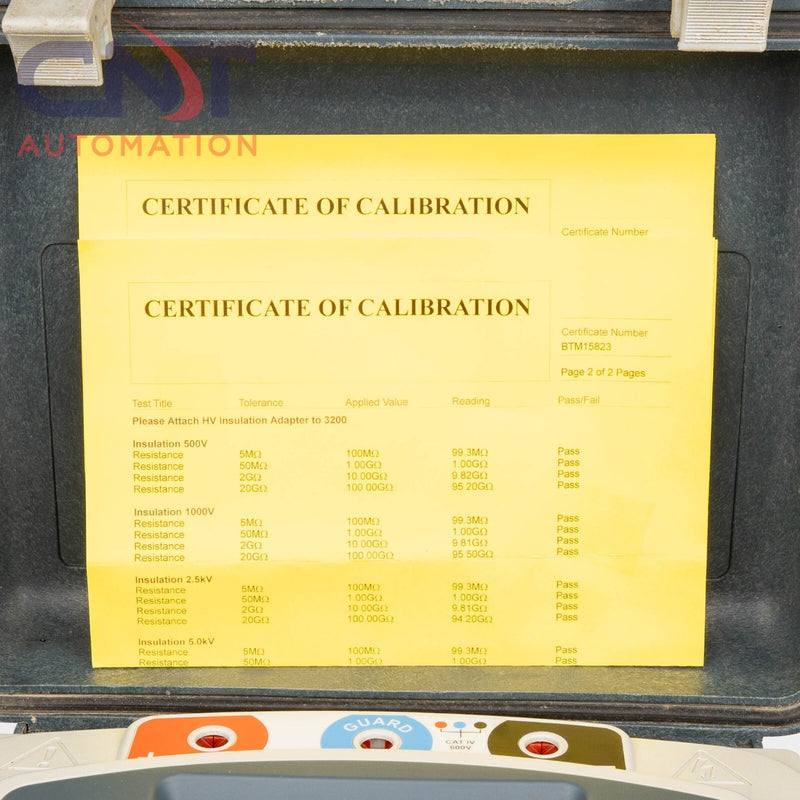 CNT
AUTOMATION
CERTIFICATE OF CALIBRATION
Certificate Number
CERTIFICATE OF CALIBRATION
Certificate Number
BTM15823
Page 2 of 2 Pages
Test Title Tolerance Applied Value Reading Pass/Fail
Please Attach HV Insulation Adapter to 3200
Insulation 500V
Resistance 5MΩ 100MΩ 99.3MΩ Pass
Resistance 50MΩ 1.00GΩ 1.00GΩ Pass
Resistance 2GΩ 10.00GΩ 9.82GΩ Pass
Resistance 20GΩ 100.00GΩ 95.20GΩ Pass
Insulation 1000V
Resistance 5MΩ 100MΩ 99.3MΩ Pass
Resistance 50MΩ 1.00GΩ 1.00GΩ Pass
Resistance 2GΩ 10.00GΩ 9.81GΩ Pass
Resistance 20GΩ 100.00GΩ 95.50GΩ Pass
Insulation 2.5kV
Resistance 5MΩ 100MΩ 99.3MΩ Pass
Resistance 50MΩ 1.00GΩ 1.00GΩ Pass
Resistance 2GΩ 10.00GΩ 9.81GΩ Pass
Resistance 20GΩ 100.00GΩ 94.20GΩ Pass
Insulation 5.0kV
Resistance 5MΩ 100MΩ 99.3MΩ Pass
Resistance 50MΩ 1.00GΩ 1.00GΩ Pass
GUARD
CAT IV
600V